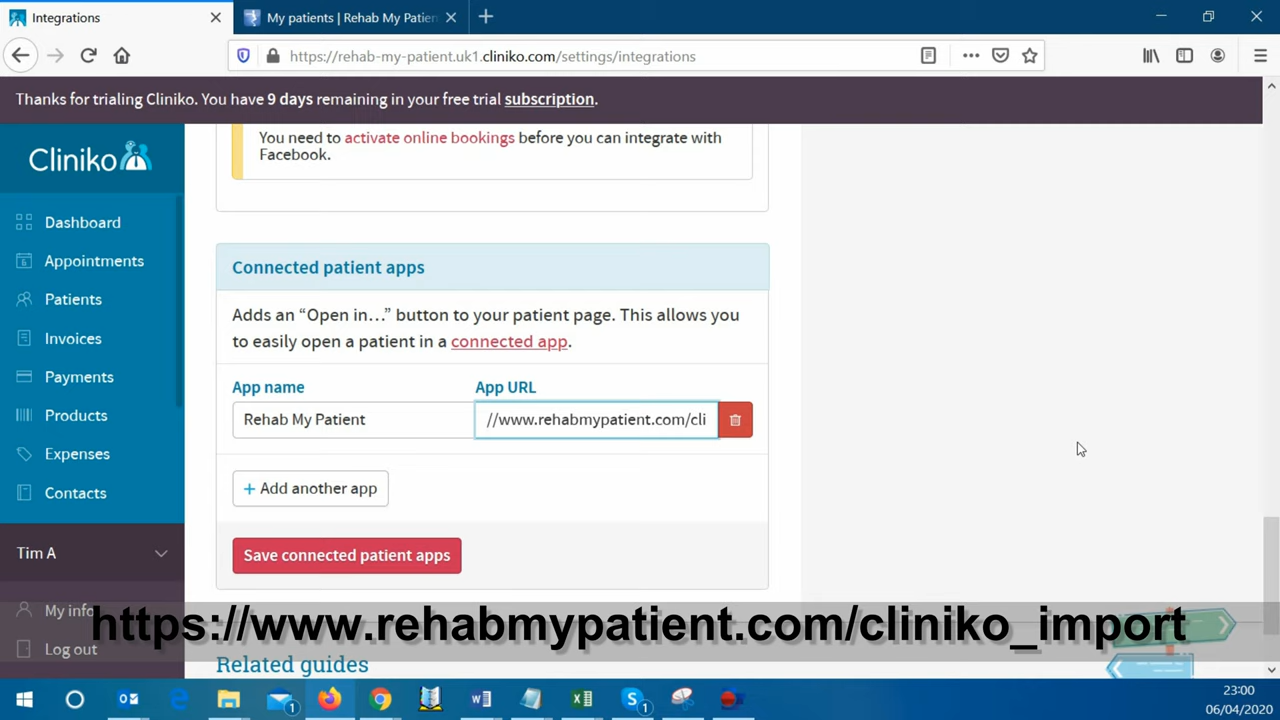 Integrations
My patients | Rehab My Patien
https://rehab-my-patient.uk1.cliniko.com/settings/integrations
Thanks for trialing Cliniko. You have 9 days remaining in your free trial subscription.
Cliniko
Dashboard
Appointments
Patients
Invoices
Payments
Products
Expenses
Contacts
Tim A
My info
Log out
You need to activate online bookings before you can integrate with
Facebook.
Connected patient apps
Adds an “Open in…” button to your patient page. This allows you
to easily open a patient in a connected app.
App name
App URL
Rehab My Patient
//www.rehabmypatient.com/cli
+ Add another app
Save connected patient apps
https://www.rehabmypatient.com/cliniko_import
Related guides
23:00
06/04/2020